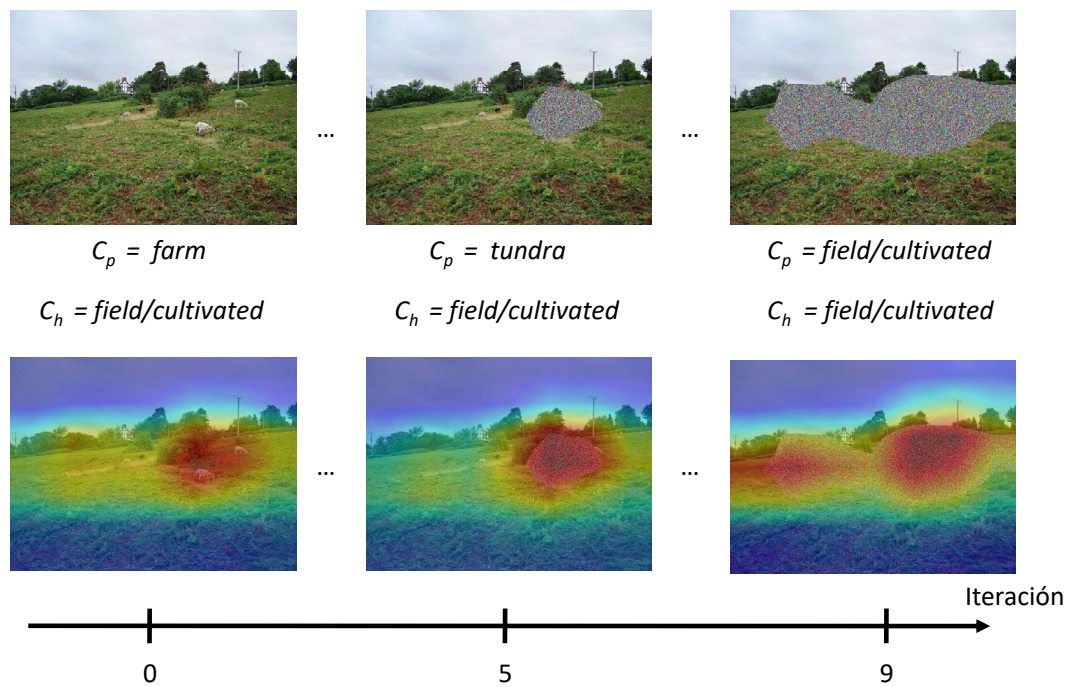 ... ...
C_p = farm C_p = tundra C_p = field/cultivated
C_h = field/cultivated C_h = field/cultivated C_h = field/cultivated
... ...
Iteración
0 5 9